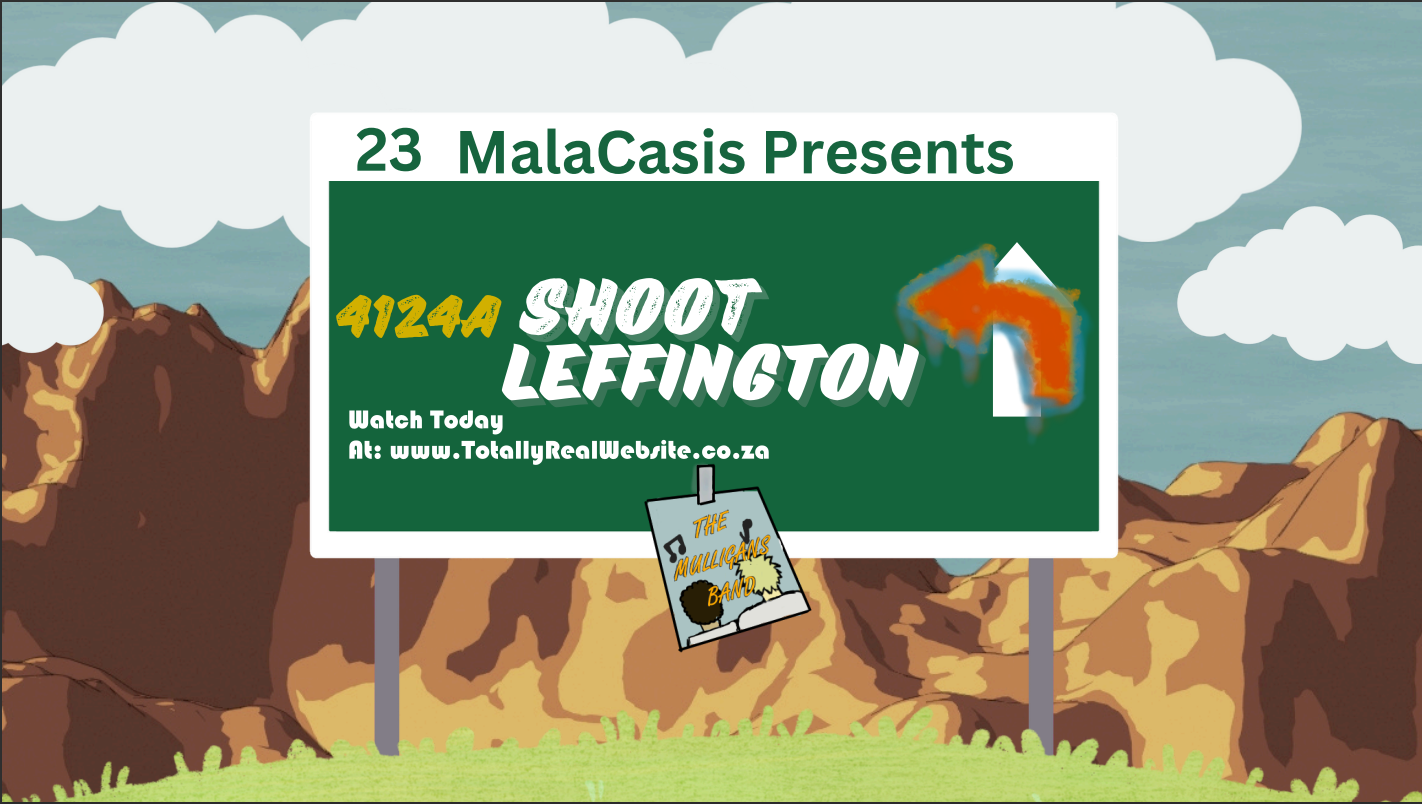 23 MalaCasis Presents
4124A SHOOT
LEFFINGTON
Watch Today
At: www.TotallyRealWebsite.co.za
THE
MULLIGANS
BAND